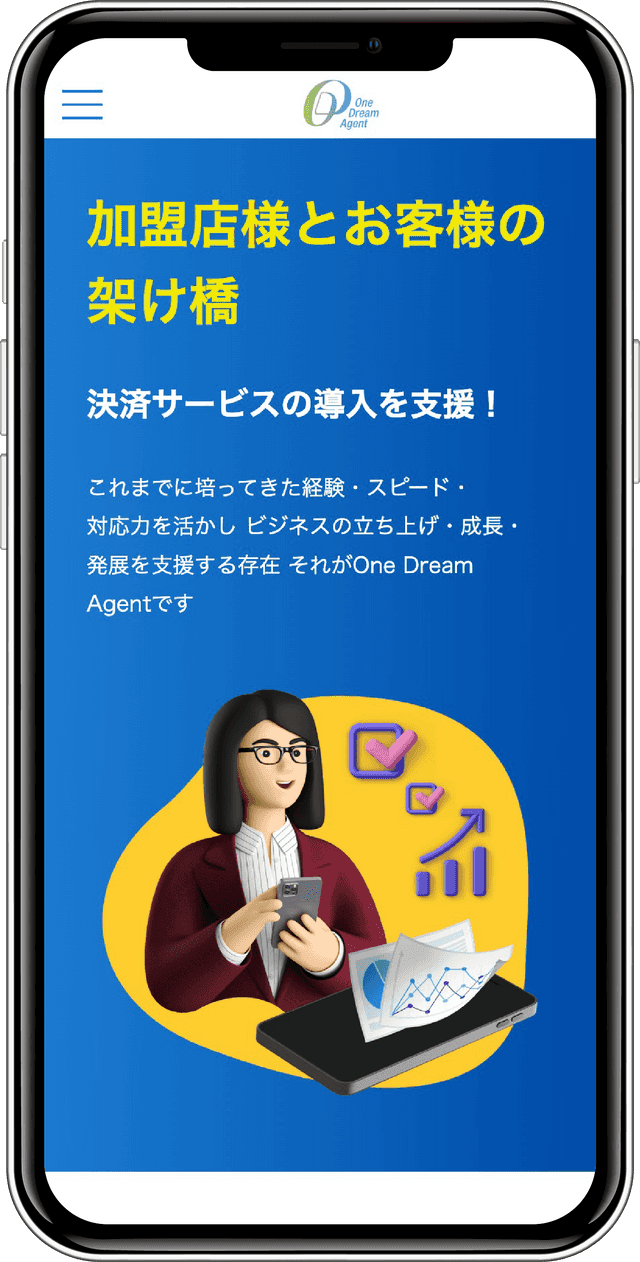 One
Dream
Agent
加盟店様とお客様の
架け橋
決済サービスの導入を支援！
これまでに培ってきた経験・スピード・
対応力を活かし ビジネスの立ち上げ・成長・
発展を支援する存在 それがOne Dream
Agentです